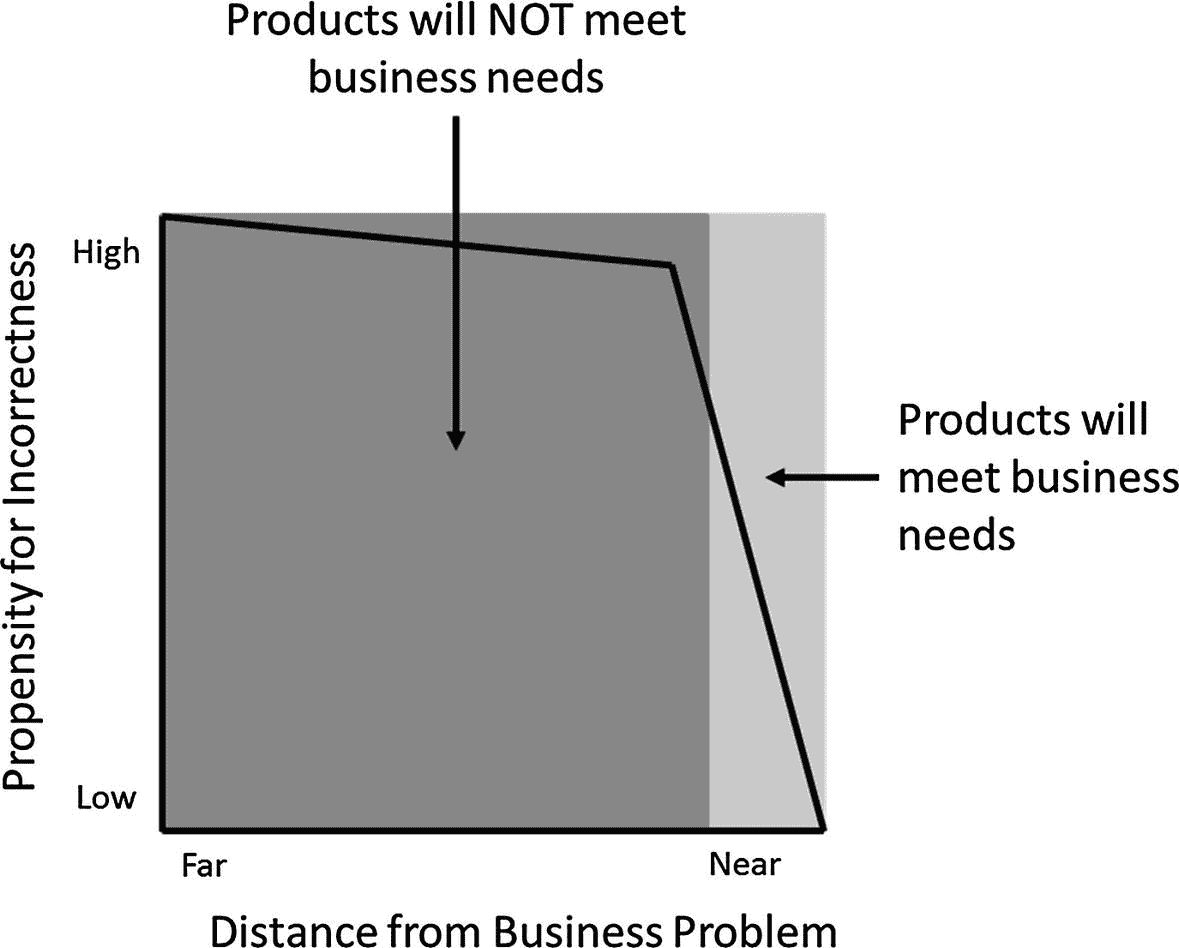 Products will NOT meet
business needs
High
Propensity for Incorrectness
Products will
meet business
needs
Low
Far
Near
Distance from Business Problem